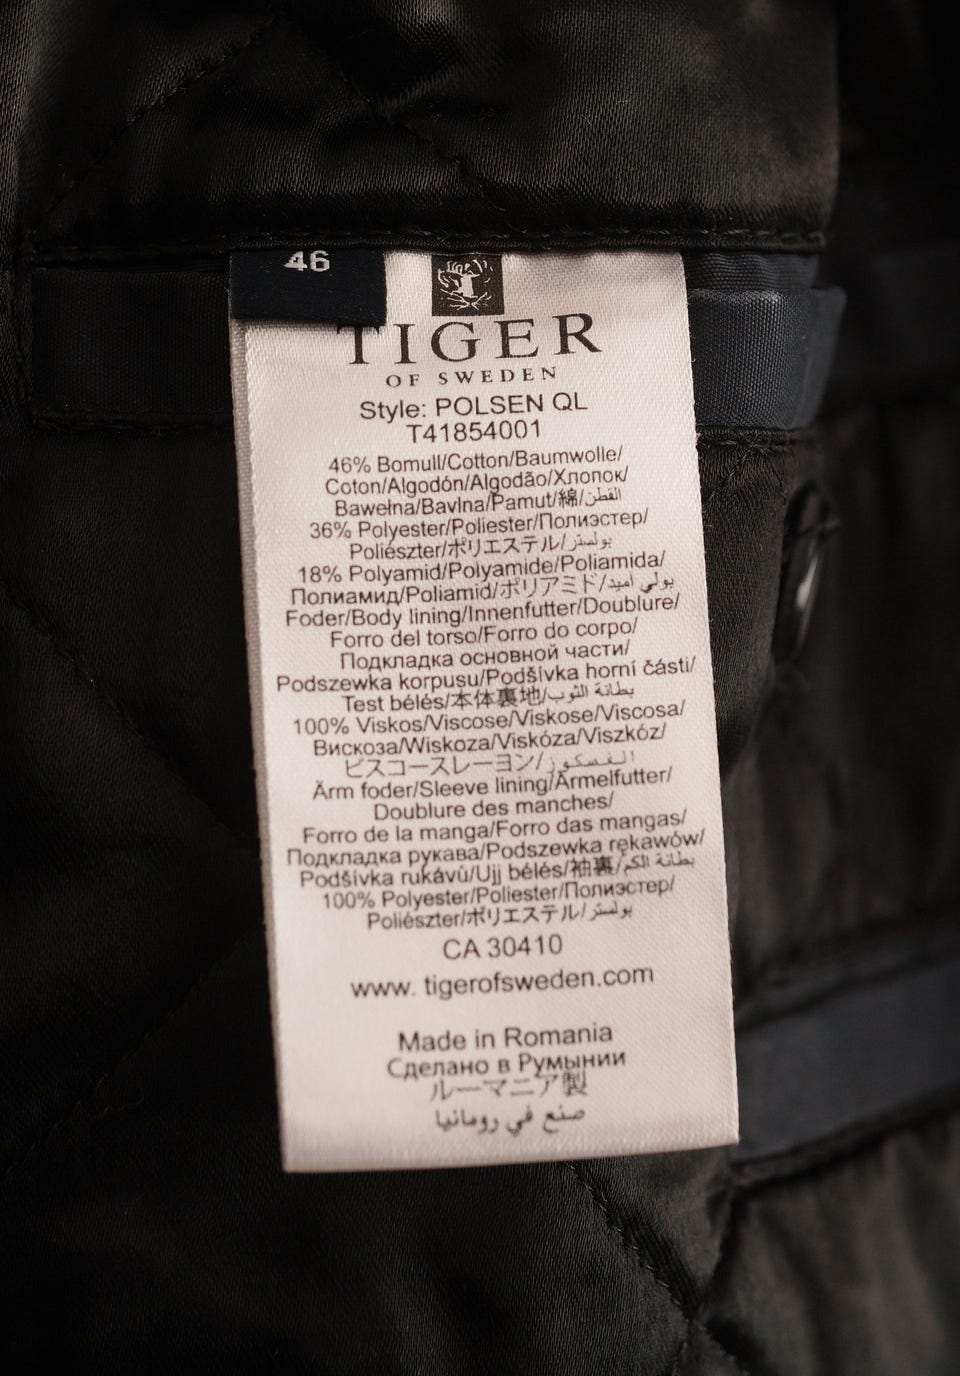 46
TIGER
OF SWEDEN
Style: POLSEN QL
T41854001
46% Bomull/Cotton/Baumwolle/
Coton/Algodón/Algodão/Хлопок/
Bawełna/Bavlna/Pamut/綿/القطن
36% Polyester/Poliester/Полиэстер/
Poliészter/ポリエステル/بولستر
18% Polyamid/Polyamide/Poliamida/
Полиамид/Poliamid/ポリアミド/بولي أميد
Foder/Body lining/Innenfutter/Doublure/
Forro del torso/Forro do corpo/
Подкладка основной части/
Podszewka korpusu/Podšívka horní části/
Test bélés/本体裏地/بطانة الثوب
100% Viskos/Viscose/Viskose/Viscosa/
Вискоза/Wiskoza/Viskóza/Viszkóz/
ビスコースレーヨン/الفسكوز
Ärm foder/Sleeve lining/Ärmelfutter/
Doublure des manches/
Forro de la manga/Forro das mangas/
Подкладка рукава/Podszewka rękawów/
Podšívka rukávů/Ujj bélés/袖裏/بطانة الكم
100% Polyester/Poliester/Полиэстер/
Poliészter/ポリエステル/بولستر
CA 30410
www. tigerofsweden.com
Made in Romania
Сделано в Румынии
ルーマニア製
صنع في رومانيا